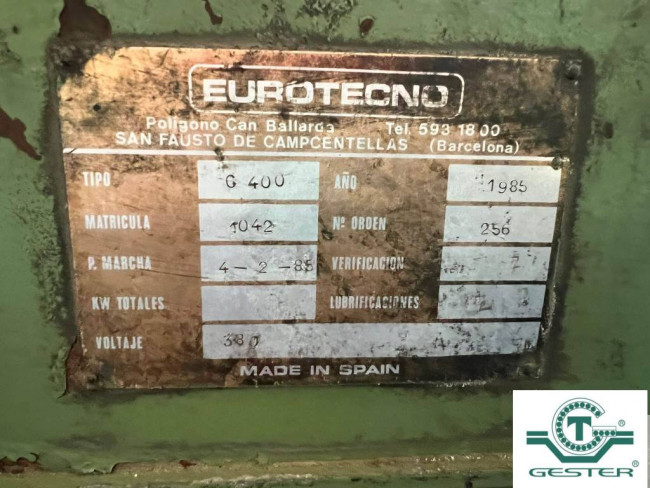 EUROTECNO
Poligono Can Ballarda Tel. 593 18 00
SAN FAUSTO DE CAMPCENTELLAS (Barcelona)
TIPO G 400 AÑO 1985
MATRICULA 1042 Nº ORDEN 256
P. MARCHA 4-2-85 VERIFICACION
KW TOTALES LUBRIFICACIONES
VOLTAJE 380
MADE IN SPAIN
GT ®
GESTER ®